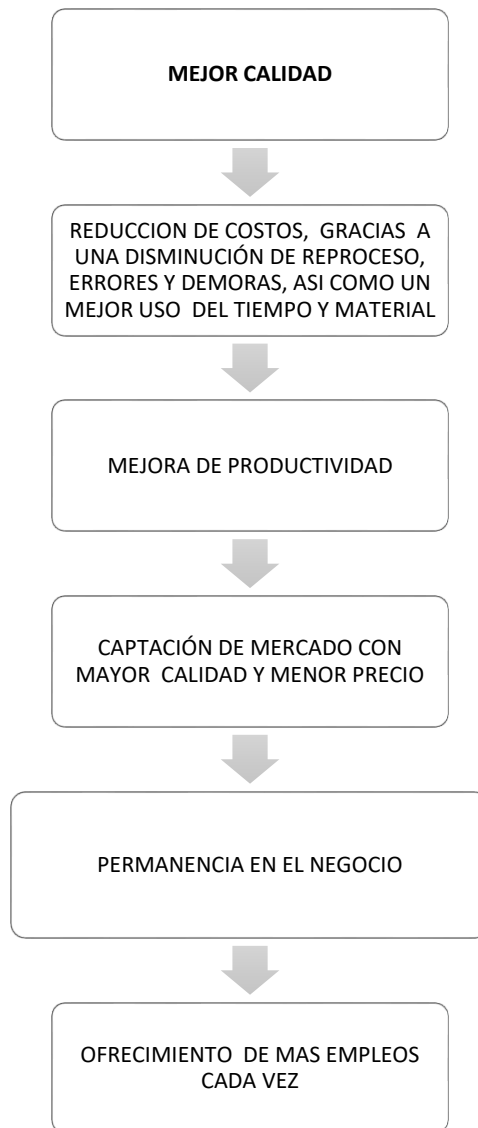 MEJOR CALIDAD
REDUCCION DE COSTOS, GRACIAS A
UNA DISMINUCIÓN DE REPROCESO,
ERRORES Y DEMORAS, ASI COMO UN
MEJOR USO DEL TIEMPO Y MATERIAL
MEJORA DE PRODUCTIVIDAD
CAPTACIÓN DE MERCADO CON
MAYOR CALIDAD Y MENOR PRECIO
PERMANENCIA EN EL NEGOCIO
OFRECIMIENTO DE MAS EMPLEOS
CADA VEZ